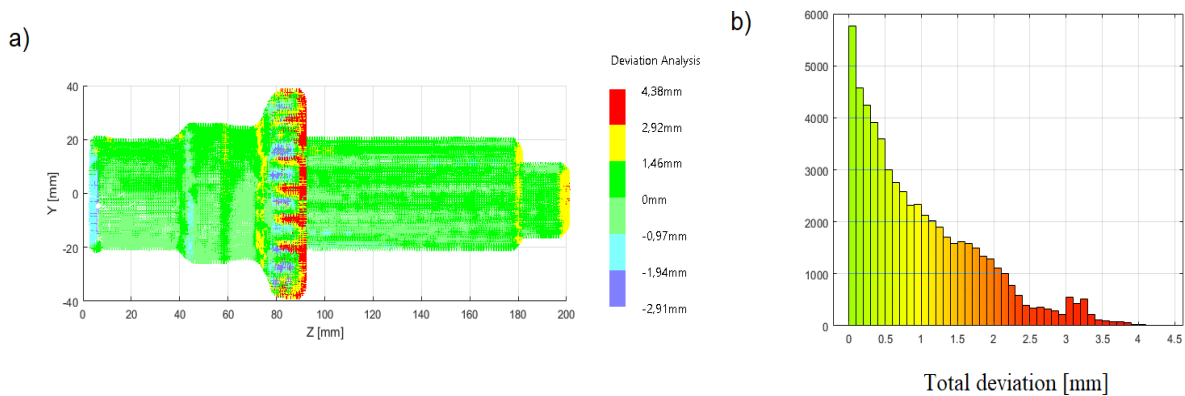 a)
Y [mm]
40
20
0
-20
-40
0 20 40 60 80 100 120 140 160 180 200
Z [mm]
Deviation Analysis
4,38mm
2,92mm
1,46mm
0mm
-0,97mm
-1,94mm
-2,91mm
b)
6000
5000
4000
3000
2000
1000
0
0 0.5 1 1.5 2 2.5 3 3.5 4 4.5
Total deviation [mm]